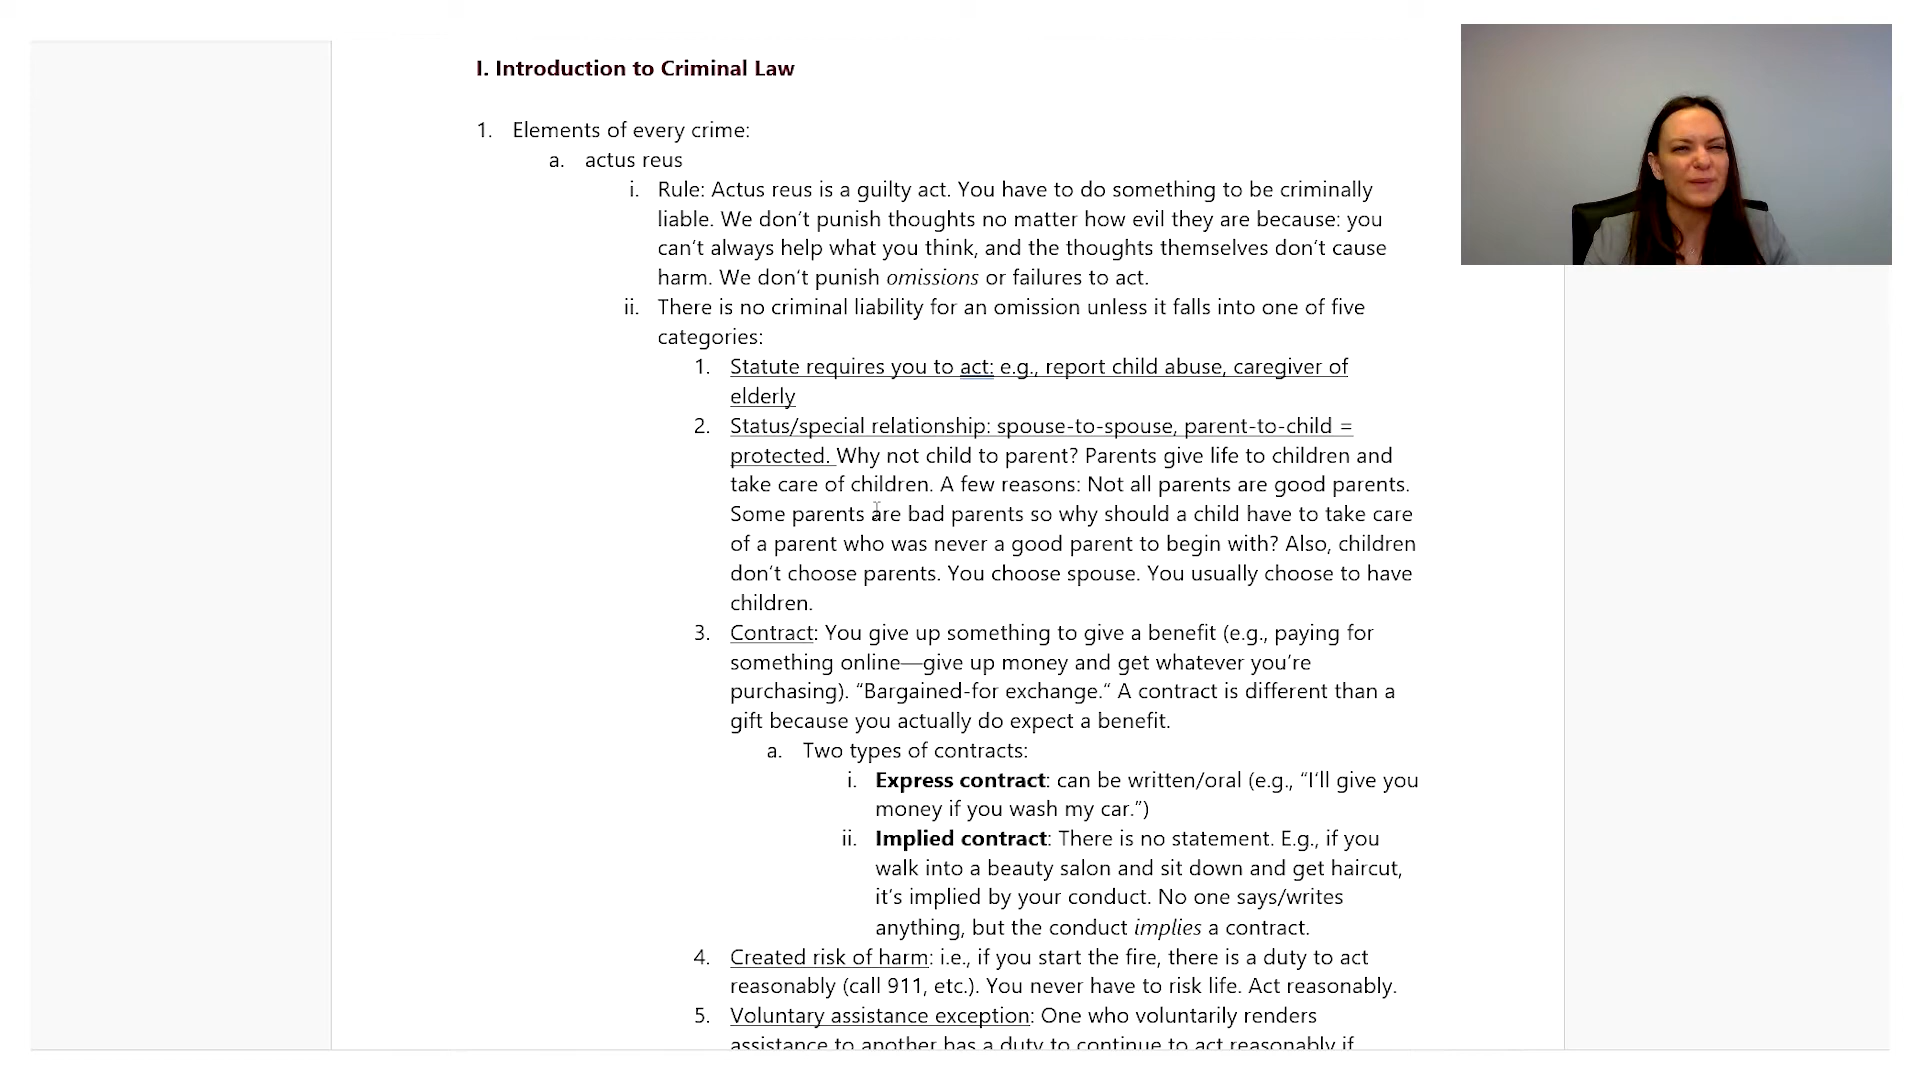 I. Introduction to Criminal Law
1. Elements of every crime:
a. actus reus
i. Rule: Actus reus is a guilty act. You have to do something to be criminally
liable. We don’t punish thoughts no matter how evil they are because: you
can’t always help what you think, and the thoughts themselves don’t cause
harm. We don’t punish omissions or failures to act.
ii. There is no criminal liability for an omission unless it falls into one of five
categories:
1. Statute requires you to act: e.g., report child abuse, caregiver of
elderly
2. Status/special relationship: spouse-to-spouse, parent-to-child =
protected. Why not child to parent? Parents give life to children and
take care of children. A few reasons: Not all parents are good parents.
Some parents are bad parents so why should a child have to take care
of a parent who was never a good parent to begin with? Also, children
don’t choose parents. You choose spouse. You usually choose to have
children.
3. Contract: You give up something to give a benefit (e.g., paying for
something online—give up money and get whatever you’re
purchasing). “Bargained-for exchange.“ A contract is different than a
gift because you actually do expect a benefit.
a. Two types of contracts:
i. Express contract: can be written/oral (e.g., “I’ll give you
money if you wash my car.”)
ii. Implied contract: There is no statement. E.g., if you
walk into a beauty salon and sit down and get haircut,
it’s implied by your conduct. No one says/writes
anything, but the conduct implies a contract.
4. Created risk of harm: i.e., if you start the fire, there is a duty to act
reasonably (call 911, etc.). You never have to risk life. Act reasonably.
5. Voluntary assistance exception: One who voluntarily renders
assistance to another has a duty to continue to act reasonably if